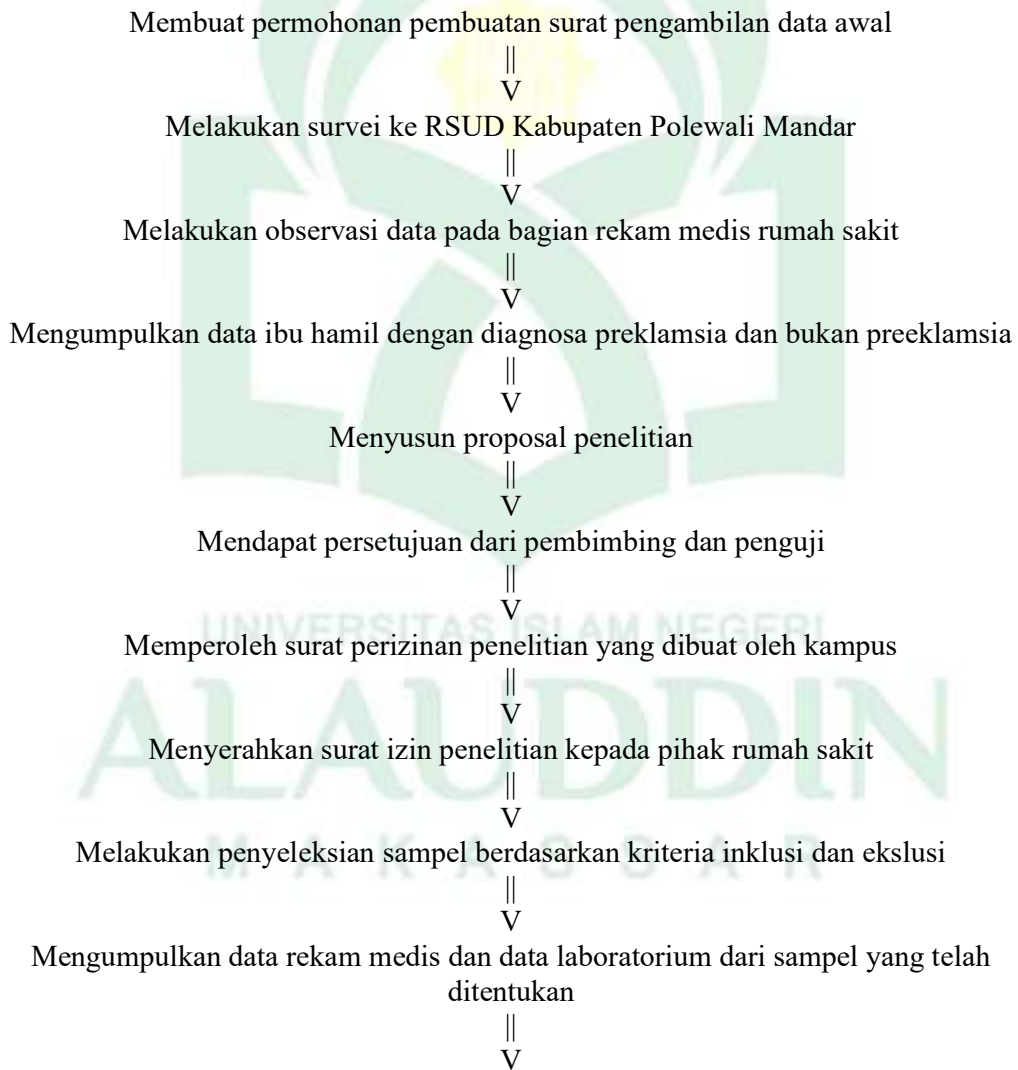 Membuat permohonan pembuatan surat pengambilan data awal
||
V
Melakukan survei ke RSUD Kabupaten Polewali Mandar
||
V
Melakukan observasi data pada bagian rekam medis rumah sakit
||
V
Mengumpulkan data ibu hamil dengan diagnosa preklamsia dan bukan preeklamsia
||
V
Menyusun proposal penelitian
||
V
Mendapat persetujuan dari pembimbing dan penguji
||
V
UNIVERSITAS ISLAM NEGERI
Memperoleh surat perizinan penelitian yang dibuat oleh kampus
||
V
ALAUDDIN
Menyerahkan surat izin penelitian kepada pihak rumah sakit
||
V
MAKASSAR
Melakukan penyeleksian sampel berdasarkan kriteria inklusi dan ekslusi
||
V
Mengumpulkan data rekam medis dan data laboratorium dari sampel yang telah
ditentukan
||
V